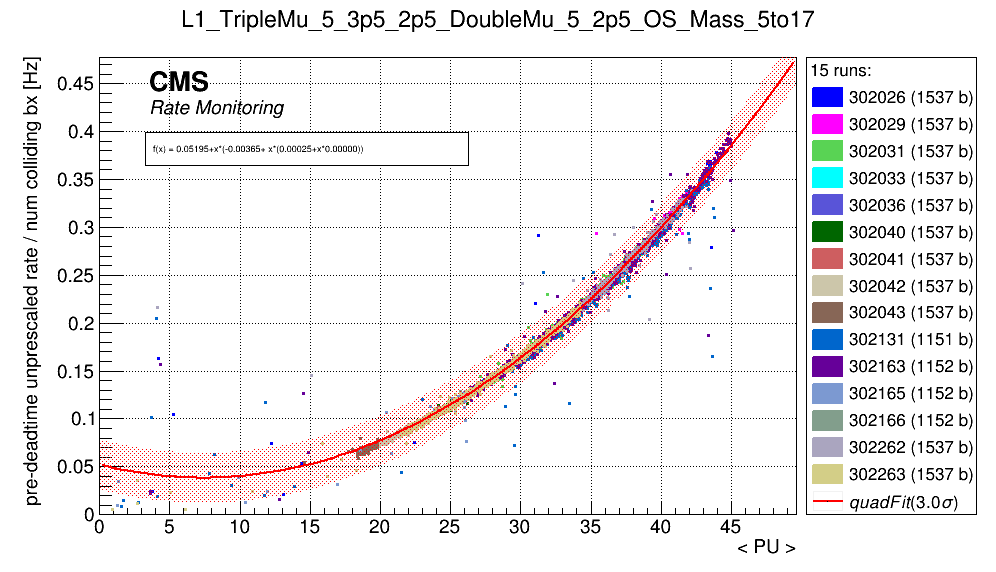 L1_TripleMu_5_3p5_2p5_DoubleMu_5_2p5_OS_Mass_5to17
pre-deadtime unprescaled rate / num colliding bx [Hz]
CMS
Rate Monitoring
f(x) = 0.05195+x*(-0.00365+ x*(0.00025+x*0.00000))
0.45
0.4
0.35
0.3
0.25
0.2
0.15
0.1
0.05
0
0 5 10 15 20 25 30 35 40 45
< PU >
15 runs:
302026 (1537 b)
302029 (1537 b)
302031 (1537 b)
302033 (1537 b)
302036 (1537 b)
302040 (1537 b)
302041 (1537 b)
302042 (1537 b)
302043 (1537 b)
302131 (1151 b)
302163 (1152 b)
302165 (1152 b)
302166 (1152 b)
302262 (1537 b)
302263 (1537 b)
quadFit(3.0σ)